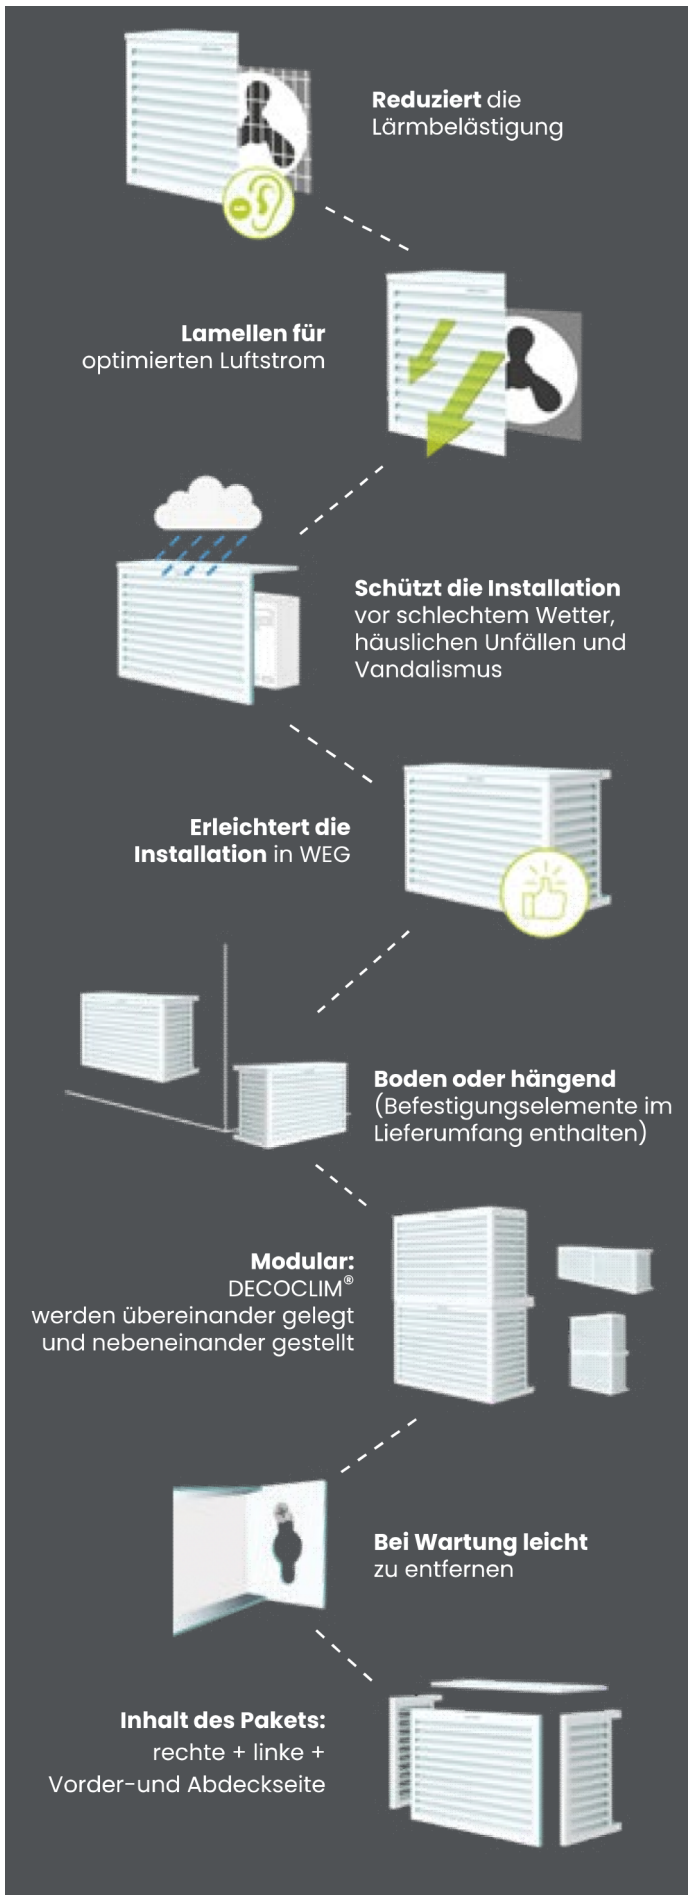 Reduziert die
Lärmbelästigung
Lamellen für
optimierten Luftstrom
Schützt die Installation
vor schlechtem Wetter,
häuslichen Unfällen und
Vandalismus
Erleichtert die
Installation in WEG
Boden oder hängend
(Befestigungselemente im
Lieferumfang enthalten)
Modular:
DECOCLIM®
werden übereinander gelegt
und nebeneinander gestellt
Bei Wartung leicht
zu entfernen
Inhalt des Pakets:
rechte + linke +
Vorder-und Abdeckseite